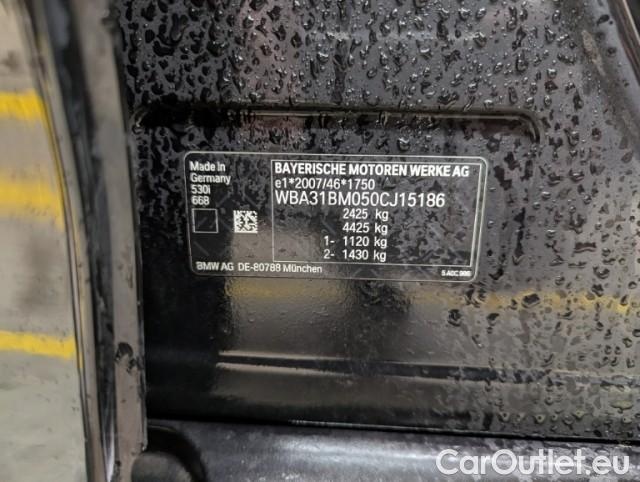 Made in
Germany
530i
668
BMW AG DE-80788 München
BAYERISCHE MOTOREN WERKE AG
e1*2007/46*1750
WBA31BM050CJ15186
2425 kg
4425 kg
1- 1120 kg
2- 1430 kg
CarOutlet.eu